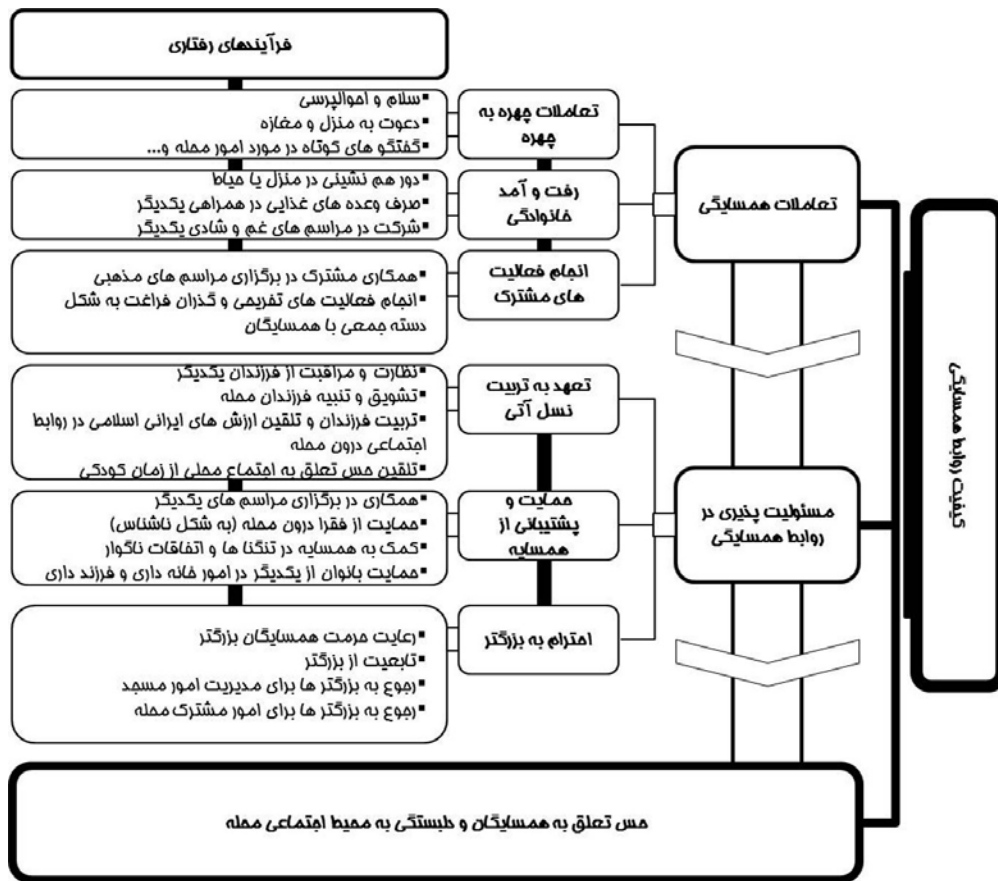 فرآیندهای رفتاری
کیفیت روابط همسایگی
تعاملات همسایگی
تعاملات چهره به
چهره
▪سلام و احوالپرسی
▪دعوت به منزل و مغازه
▪گفتگو های کوتاه در مورد امور محله و...
رفت و آمد
خانوادگی
▪دور هم نشینی در منزل یا حیاط
▪صرف وعده های غذایی در همراهی یکدیگر
▪شرکت در مراسم های غم و شادی یکدیگر
انجام فعالیت
های مشترک
▪همکاری مشترک در برگزاری مراسم های مذهبی
▪انجام فعالیت های تفریحی و گذران فراغت به شکل
دسته جمعی با همسایگان
مسئولیت پذیری در
روابط همسایگی
تعهد به تربیت
نسل آتی
▪نظارت و مراقبت از فرزندان یکدیگر
▪تشویق و تنبیه فرزندان محله
▪تربیت فرزندان و تلقین ارزش های ایرانی اسلامی در روابط
اجتماعی درون محله
▪تلقین حس تعلق به اجتماع محلی از زمان کودکی
حمایت و
پشتیبانی از
همسایه
▪همکاری در برگزاری مراسم های یکدیگر
▪حمایت از فقرا درون محله (به شکل ناشناس)
▪کمک به همسایه در تنگنا ها و اتفاقات ناگوار
▪حمایت بانوان از یکدیگر در امور خانه داری و فرزند داری
احترام به بزرگتر
▪رعایت حرمت همسایگان بزرگتر
▪تابعیت از بزرگتر
▪رجوع به بزرگتر ها برای مدیریت امور مسجد
▪رجوع به بزرگتر ها برای امور مشترک محله
حس تعلق به همسایگان و دلبستگی به محیط اجتماعی محله